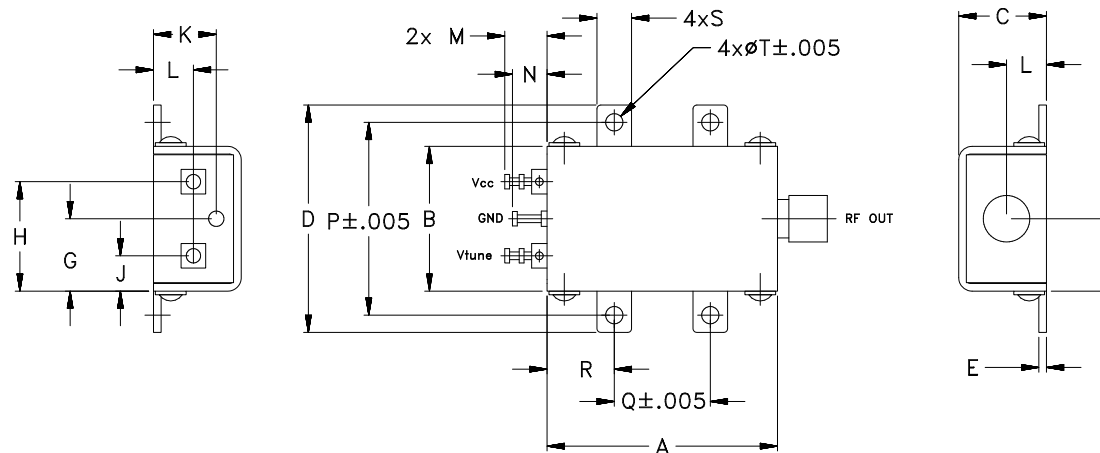 K
L
H
G
J
2x M
N
4xS
4xøT±.005
D
P±.005
B
Vcc
GND
Vtune
RF OUT
R
Q±.005
A
C
L
E